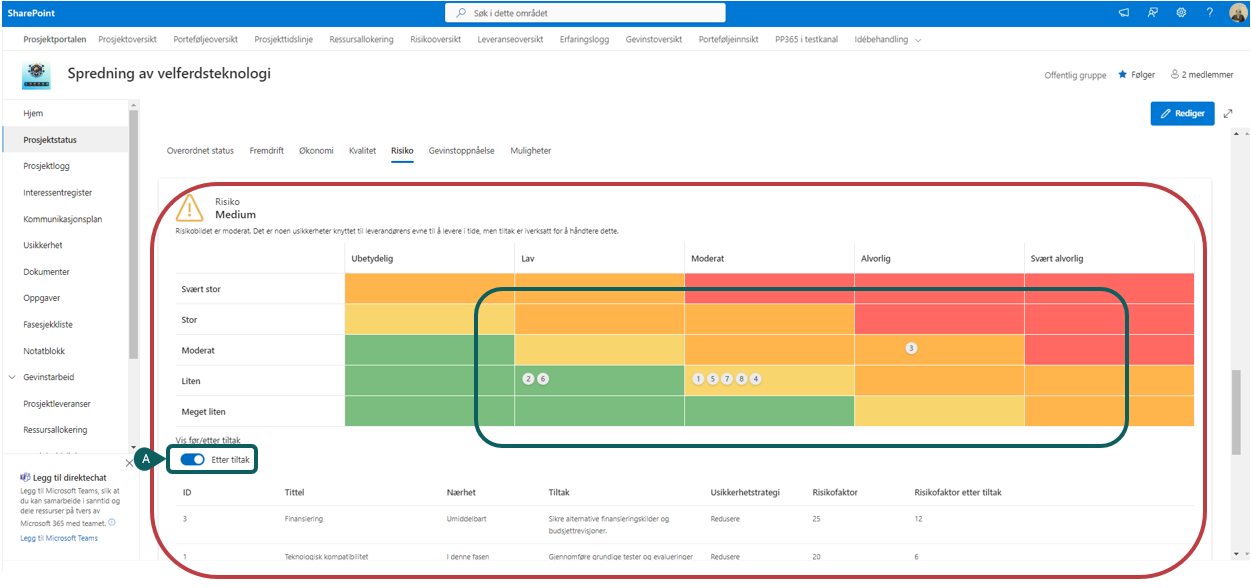 SharePoint
Søk i dette området
Prosjektportalen Prosjektoversikt Porteføljeoversikt Prosjekttidslinje Ressursallokering Risikooversikt Leveranseoversikt Erfaringslogg Gevinstoversikt Porteføljeinnsikt PP365 i testkanal Idébehandling
Spredning av velferdsteknologi
Offentlig gruppe Følger 2 medlemmer
Rediger
Hjem
Prosjektstatus
Prosjektlogg
Interessentregister
Kommunikasjonsplan
Usikkerhet
Dokumenter
Oppgaver
Fasesjekkliste
Notatblokk
Gevinstarbeid
Prosjektleveranser
Ressursallokering
Legg til direktechat
Legg til Microsoft Teams, slik at
du kan samarbeide i sanntid og
dele ressurser på tvers av
Microsoft 365 med teamet.
Legg til Microsoft Teams
Overordnet status Fremdrift Økonomi Kvalitet Risiko Gevinstoppnåelse Muligheter
Risiko
Medium
Risikobildet er moderat. Det er noen usikkerheter knyttet til leverandørens evne til å levere i tide, men tiltak er iverksatt for å håndtere dette.
Ubetydelig Lav Moderat Alvorlig Svært alvorlig
Svært stor
Stor
Moderat 3
Liten 2 6 1 5 7 8 4
Meget liten
Vis før/etter tiltak
A Etter tiltak
ID Tittel Nærhet Tiltak Usikkerhetstrategi Risikofaktor Risikofaktor etter tiltak
3 Finansiering Umiddelbart Sikre alternative finansieringskilder og Redusere 25 12
budsjettrevisjoner.
1 Teknologisk kompatibilitet I denne fasen Gjennomføre grundige tester og evalueringer Redusere 20 6